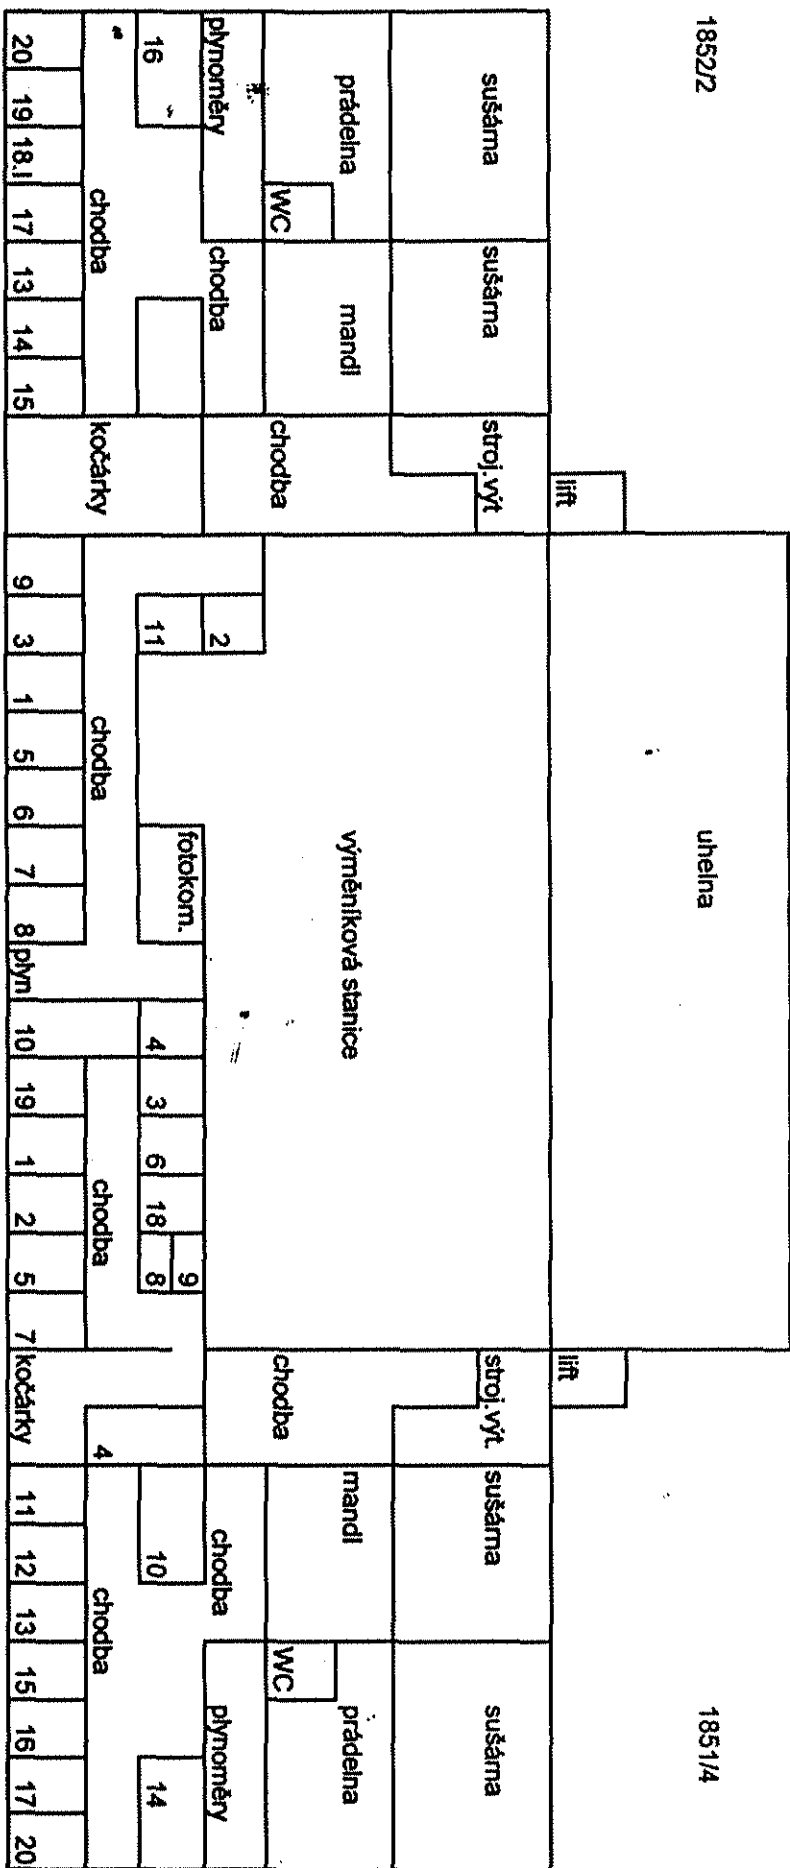 1852/2
1851/4
lift
uhelna
lift
sušárna
sušárna
stroj.výt
stroj.výt.
sušárna
sušárna
prádelna
mandl
výměníková stanice
mandl
prádelna
WC
chodba
chodba
WC
plynoměry
chodba
2
chodba
plynoměry
fotokom.
9
16
11
4
3
6
18
8
10
14
chodba
kočárky
chodba
chodba
4
chodba
20
19
18.I
17
13
14
15
9
3
1
5
6
7
8
plyn
10
19
1
2
5
7
kočárky
11
12
13
15
16
17
20